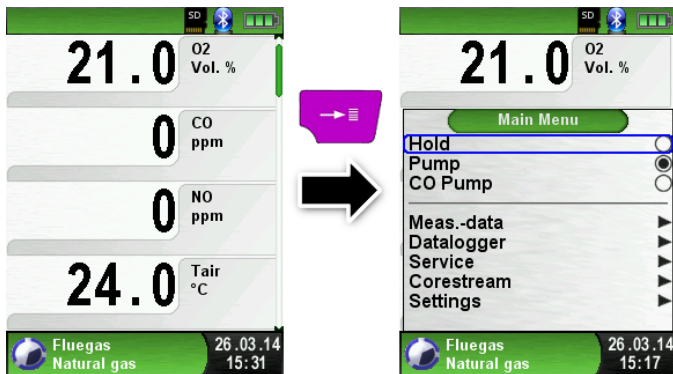 SD
21.0 O2
Vol. %
0 CO
ppm
0 NO
ppm
24.0 Tair
°C
Fluegas 26.03.14
Natural gas 15:31
SD
21.0 O2
Vol. %
Main Menu
Hold
Pump
CO Pump
Meas.-data
Datalogger
Service
Corestream
Settings
Fluegas 26.03.14
Natural gas 15:17